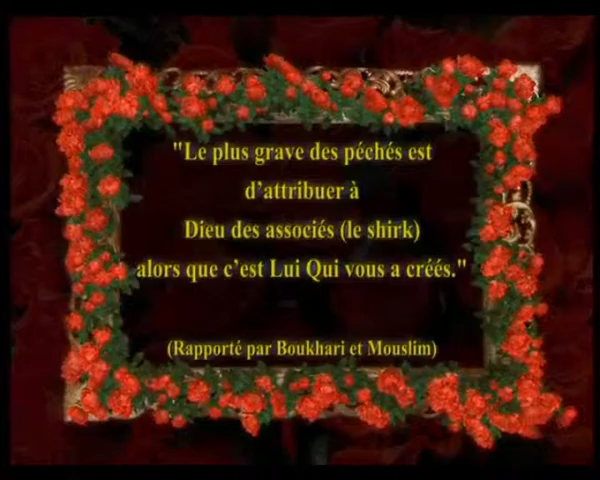 "Le plus grave des péchés est
d’attribuer à
Dieu des associés (le shirk)
alors que c’est Lui Qui vous a créés."
(Rapporté par Boukhari et Mouslim)